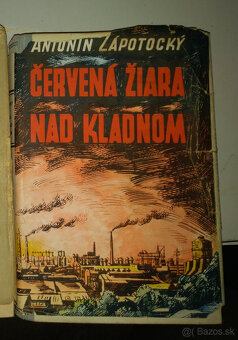 ANTONÍN ZÁPOTOCKÝ
ČERVENÁ ŽIARA
NAD KLADNOM
@ Bazos.sk